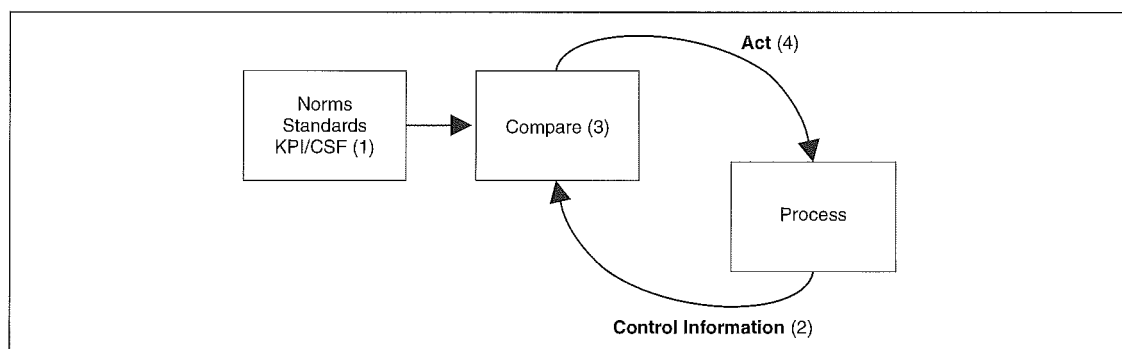 Act (4)
Norms
Standards
KPI/CSF (1)
Compare (3)
Process
Control Information (2)